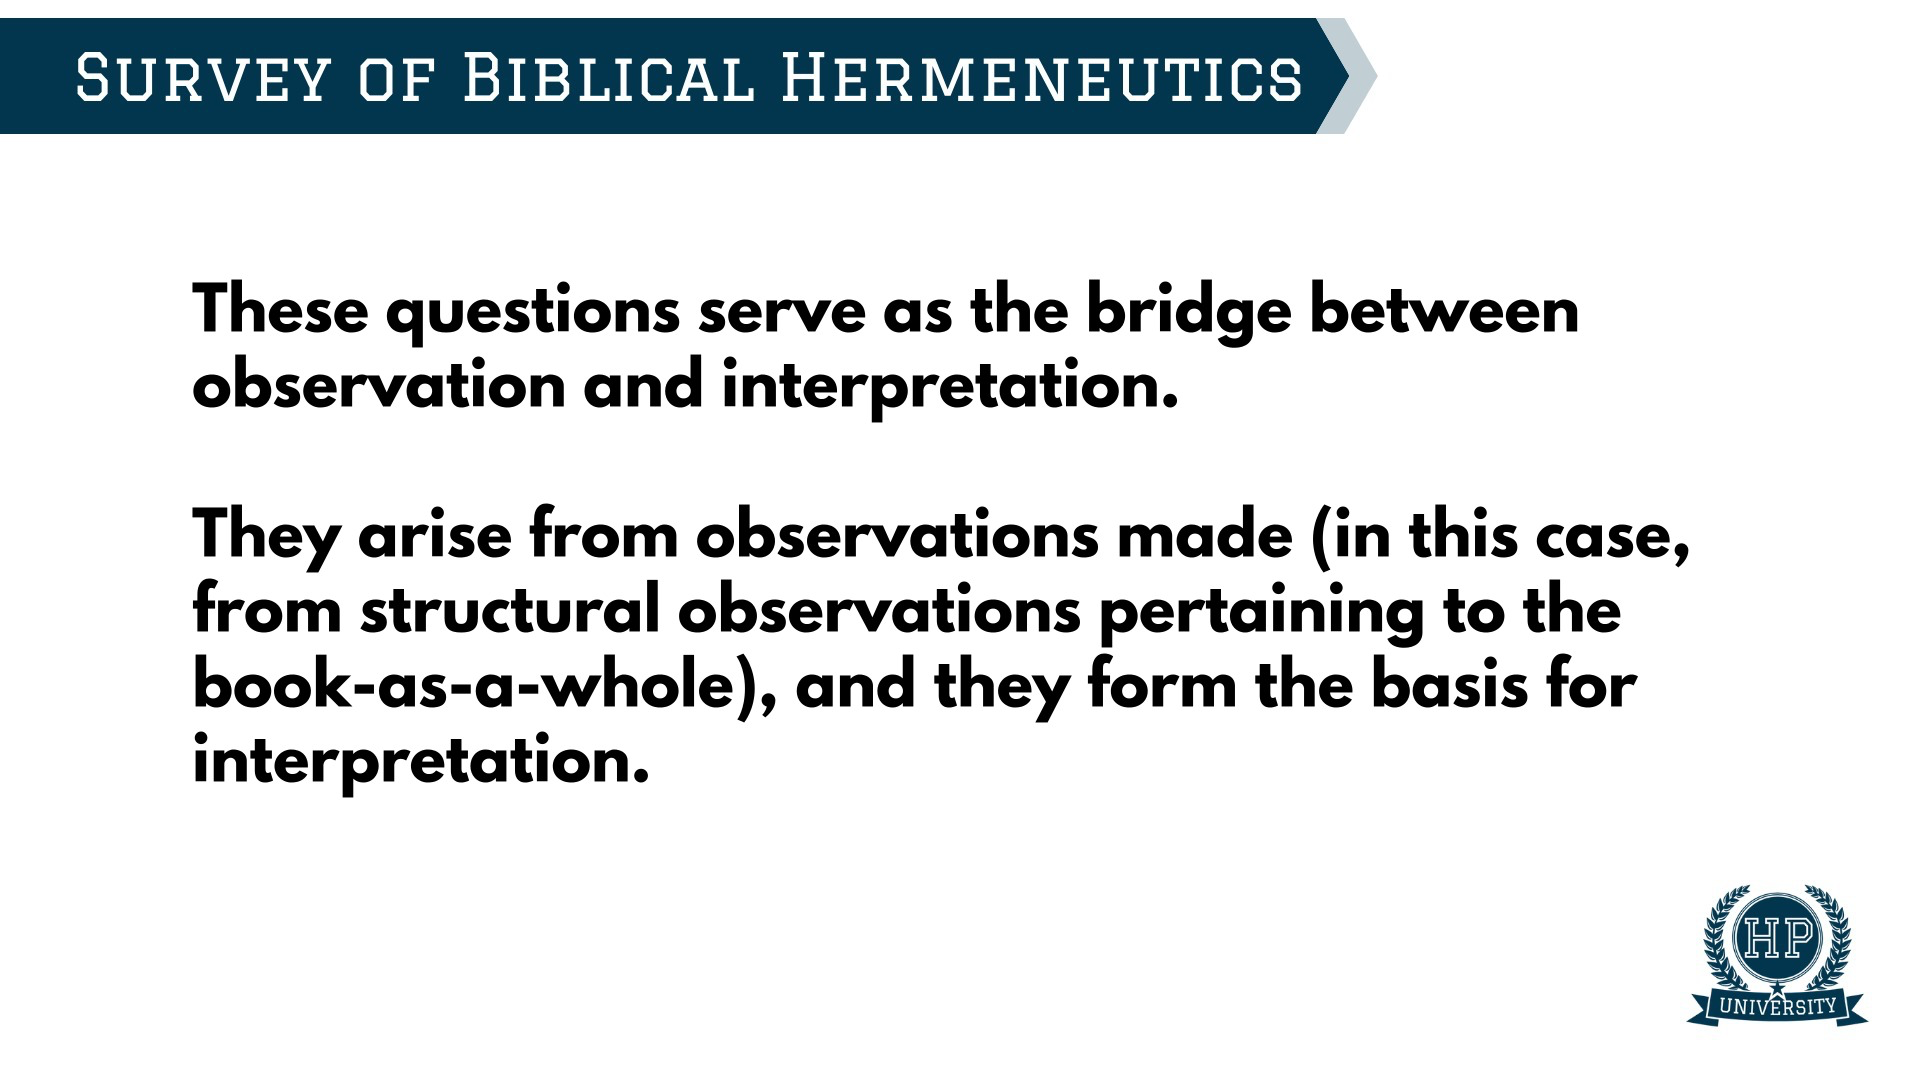 Survey of Biblical Hermeneutics
These questions serve as the bridge between
observation and interpretation.
They arise from observations made (in this case,
from structural observations pertaining to the
book-as-a-whole), and they form the basis for
interpretation.
HP
UNIVERSITY